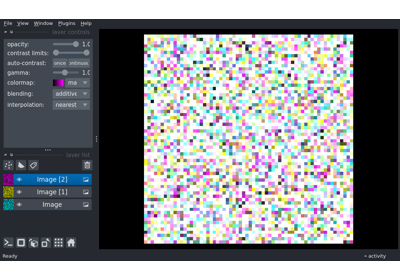 File View Window Plugins Help
layer controls
opacity: 1.0
contrast limits:
auto-contrast: once
gamma: 1.0
colormap: ma
blending: additive
interpolation: nearest
layer list
Image [2]
Image [1]
Image
Ready activity